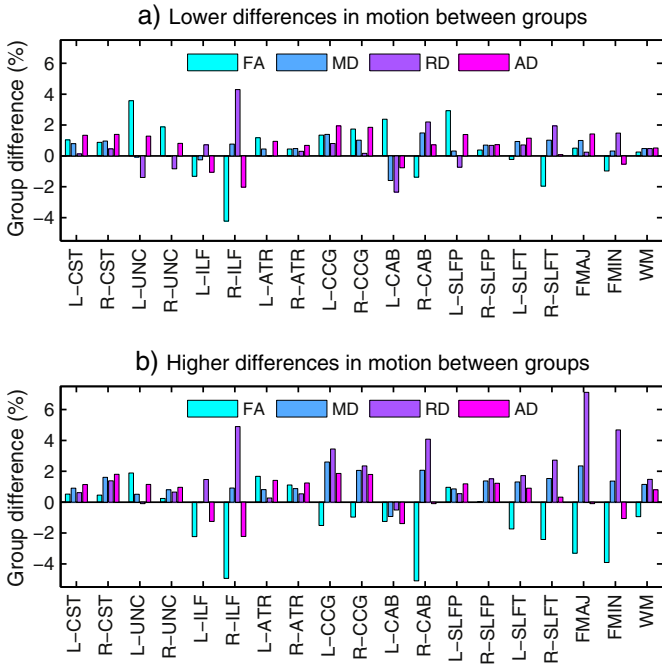 a) Lower differences in motion between groups
Group difference (%)
6
4
2
0
−2
−4
FA MD RD AD
L−CST R−CST L−UNC R−UNC L−ILF R−ILF L−ATR R−ATR L−CCG R−CCG L−CAB R−CAB L−SLFP R−SLFP L−SLFT R−SLFT FMAJ FMIN WM
b) Higher differences in motion between groups
Group difference (%)
6
4
2
0
−2
−4
FA MD RD AD
L−CST R−CST L−UNC R−UNC L−ILF R−ILF L−ATR R−ATR L−CCG R−CCG L−CAB R−CAB L−SLFP R−SLFP L−SLFT R−SLFT FMAJ FMIN WM